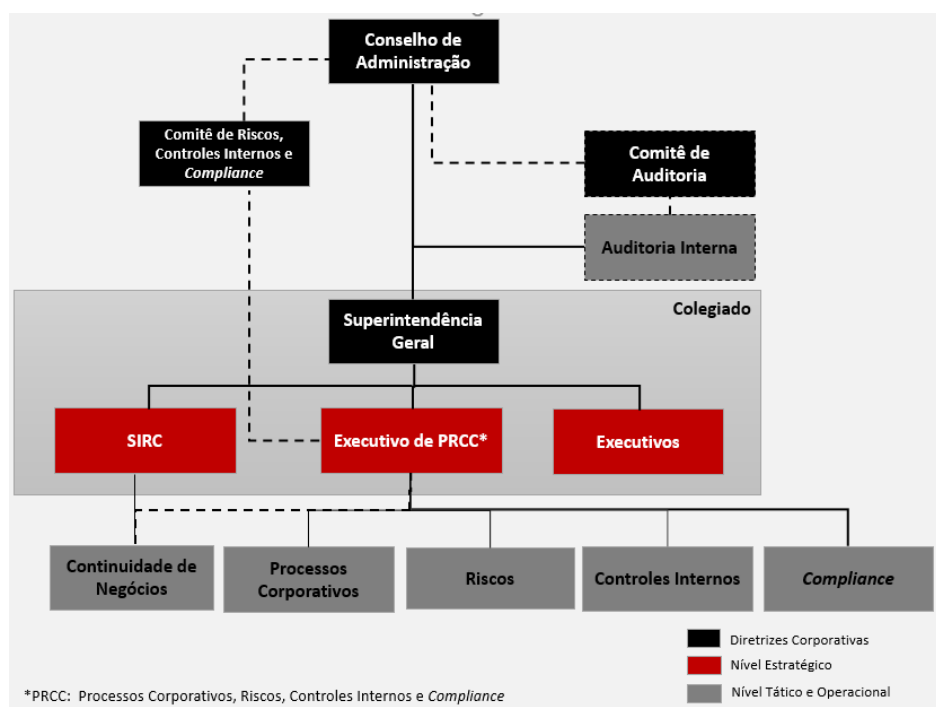 Conselho de
Administração
Comitê de Riscos,
Controles Internos e
Compliance
Comitê de
Auditoria
Auditoria Interna
Colegiado
Superintendência
Geral
SIRC
Executivo de PRCC*
Executivos
Continuidade de
Negócios
Processos
Corporativos
Riscos
Controles Internos
Compliance
Diretrizes Corporativas
Nível Estratégico
Nível Tático e Operacional
*PRCC: Processos Corporativos, Riscos, Controles Internos e Compliance